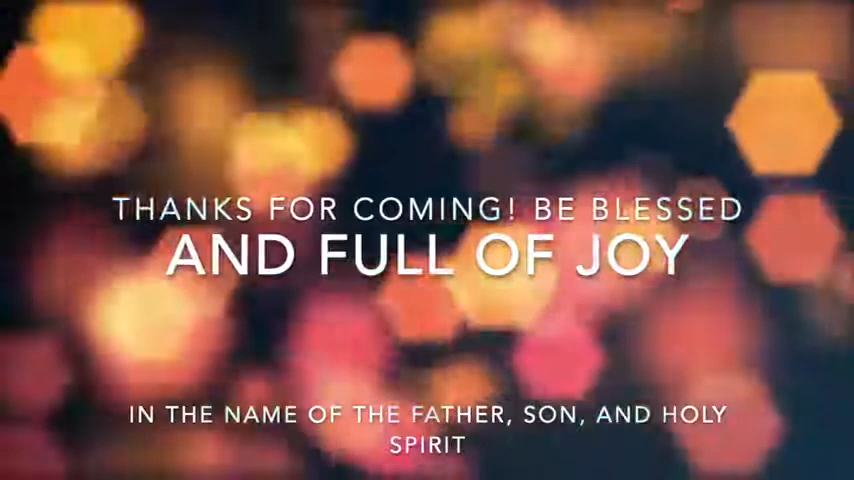 THANKS FOR COMING! BE BLESSED
AND FULL OF JOY
IN THE NAME OF THE FATHER, SON, AND HOLY
SPIRIT